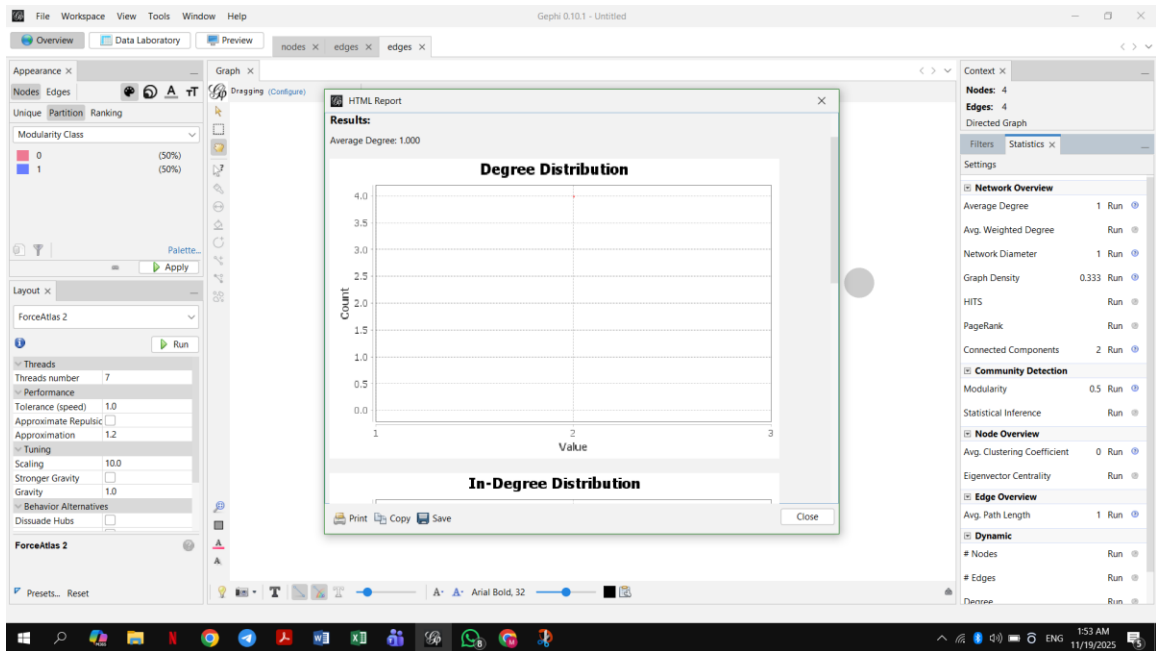 File Workspace View Tools Window Help
Gephi 0.10.1 - Untitled
Overview Data Laboratory Preview
nodes × edges × edges ×
Appearance ×
Nodes Edges
Unique Partition Ranking
Modularity Class
0 (50%)
1 (50%)
Palette...
Apply
Layout ×
ForceAtlas 2
Run
Threads
Threads number 7
Performance
Tolerance (speed) 1.0
Approximate Repulsic
Approximation 1.2
Tuning
Scaling 10.0
Stronger Gravity
Gravity 1.0
Behavior Alternatives
Dissuade Hubs
ForceAtlas 2
Presets... Reset
Graph ×
Dragging (Configure)
HTML Report
Results:
Average Degree: 1.000
Degree Distribution
4.0
3.5
3.0
2.5
2.0
1.5
1.0
0.5
0.0
Count
1 2 3
Value
In-Degree Distribution
Print Copy Save
Close
Arial Bold, 32
Context ×
Nodes: 4
Edges: 4
Directed Graph
Filters Statistics ×
Settings
Network Overview
Average Degree 1 Run
Avg. Weighted Degree Run
Network Diameter 1 Run
Graph Density 0.333 Run
HITS Run
PageRank Run
Connected Components 2 Run
Community Detection
Modularity 0.5 Run
Statistical Inference Run
Node Overview
Avg. Clustering Coefficient 0 Run
Eigenvector Centrality Run
Edge Overview
Avg. Path Length 1 Run
Dynamic
# Nodes Run
# Edges Run
Degree Run
ENG
1:53 AM
11/19/2025